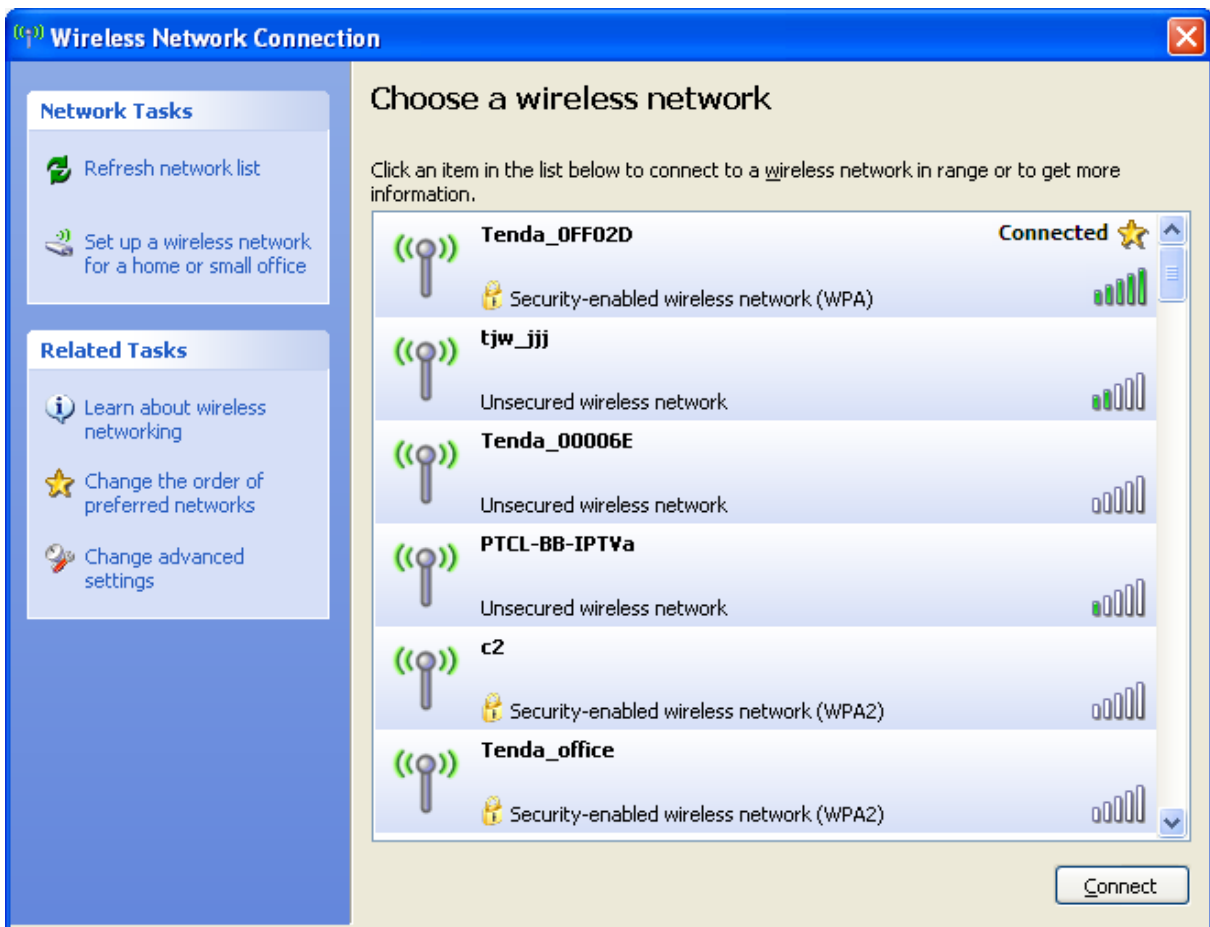 Wireless Network Connection
Network Tasks
Refresh network list
Set up a wireless network
for a home or small office
Related Tasks
Learn about wireless
networking
Change the order of
preferred networks
Change advanced
settings
Choose a wireless network
Click an item in the list below to connect to a wireless network in range or to get more
information.
Tenda_0FF02D
Connected
Security-enabled wireless network (WPA)
tjw_jjj
Unsecured wireless network
Tenda_00006E
Unsecured wireless network
PTCL-BB-IPTVa
Unsecured wireless network
c2
Security-enabled wireless network (WPA2)
Tenda_office
Security-enabled wireless network (WPA2)
Connect